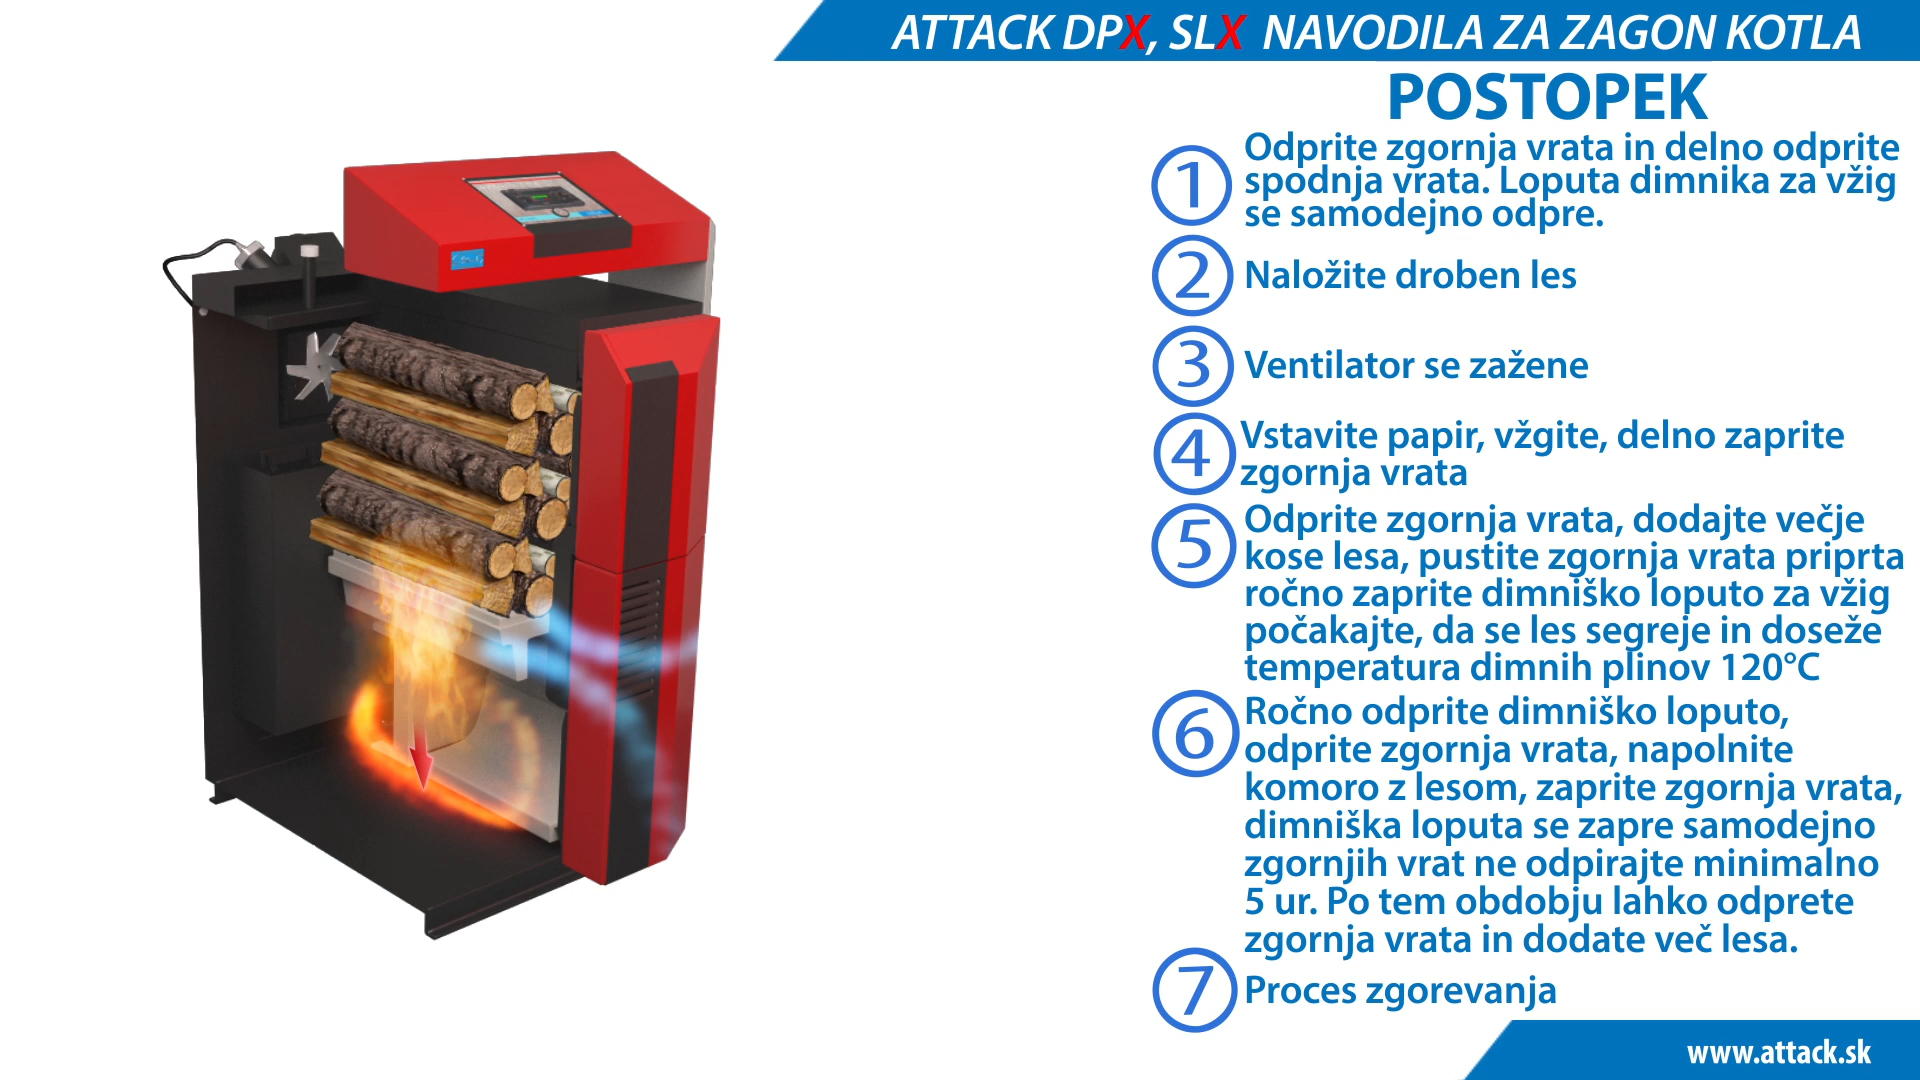 ATTACK DPX, SLX NAVODILA ZA ZAGON KOTLA
POSTOPEK
1
Odprite zgornja vrata in delno odprite
spodnja vrata. Loputa dimnika za vžig
se samodejno odpre.
2
Naložite droben les
3
Ventilator se zažene
4
Vstavite papir, vžgite, delno zaprite
zgornja vrata
5
Odprite zgornja vrata, dodajte večje
kose lesa, pustite zgornja vrata priprta
ročno zaprite dimniško loputo za vžig
počakajte, da se les segreje in doseže
temperatura dimnih plinov 120°C
6
Ročno odprite dimniško loputo,
odprite zgornja vrata, napolnite
komoro z lesom, zaprite zgornja vrata,
dimniška loputa se zapre samodejno
zgornjih vrat ne odpirajte minimalno
5 ur. Po tem obdobju lahko odprete
zgornja vrata in dodate več lesa.
7
Proces zgorevanja
www.attack.sk